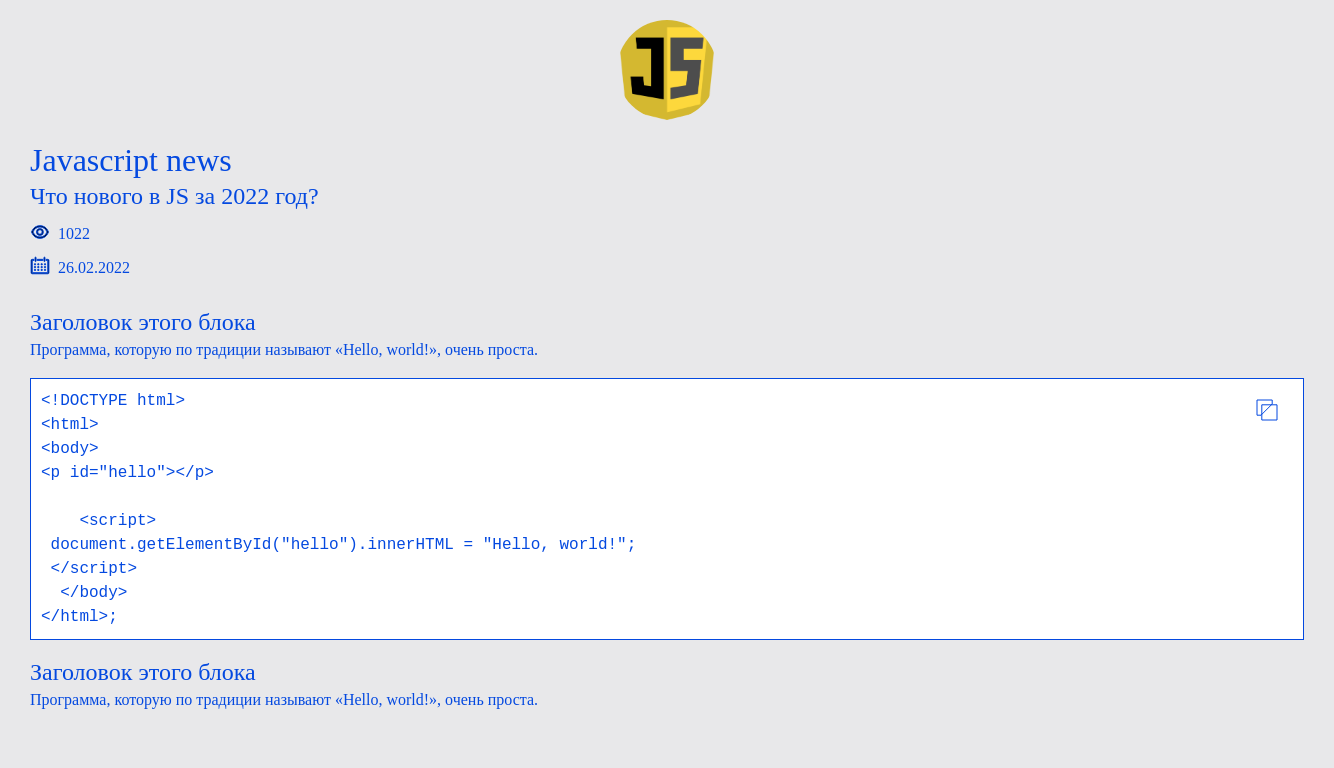 JS
Javascript news
Что нового в JS за 2022 год?
1022
26.02.2022
Заголовок этого блока
Программа, которую по традиции называют «Hello, world!», очень проста.
<!DOCTYPE html>
<html>
<body>
<p id="hello"></p>
    <script>
 document.getElementById("hello").innerHTML = "Hello, world!";
 </script>
  </body>
</html>;
Заголовок этого блока
Программа, которую по традиции называют «Hello, world!», очень проста.